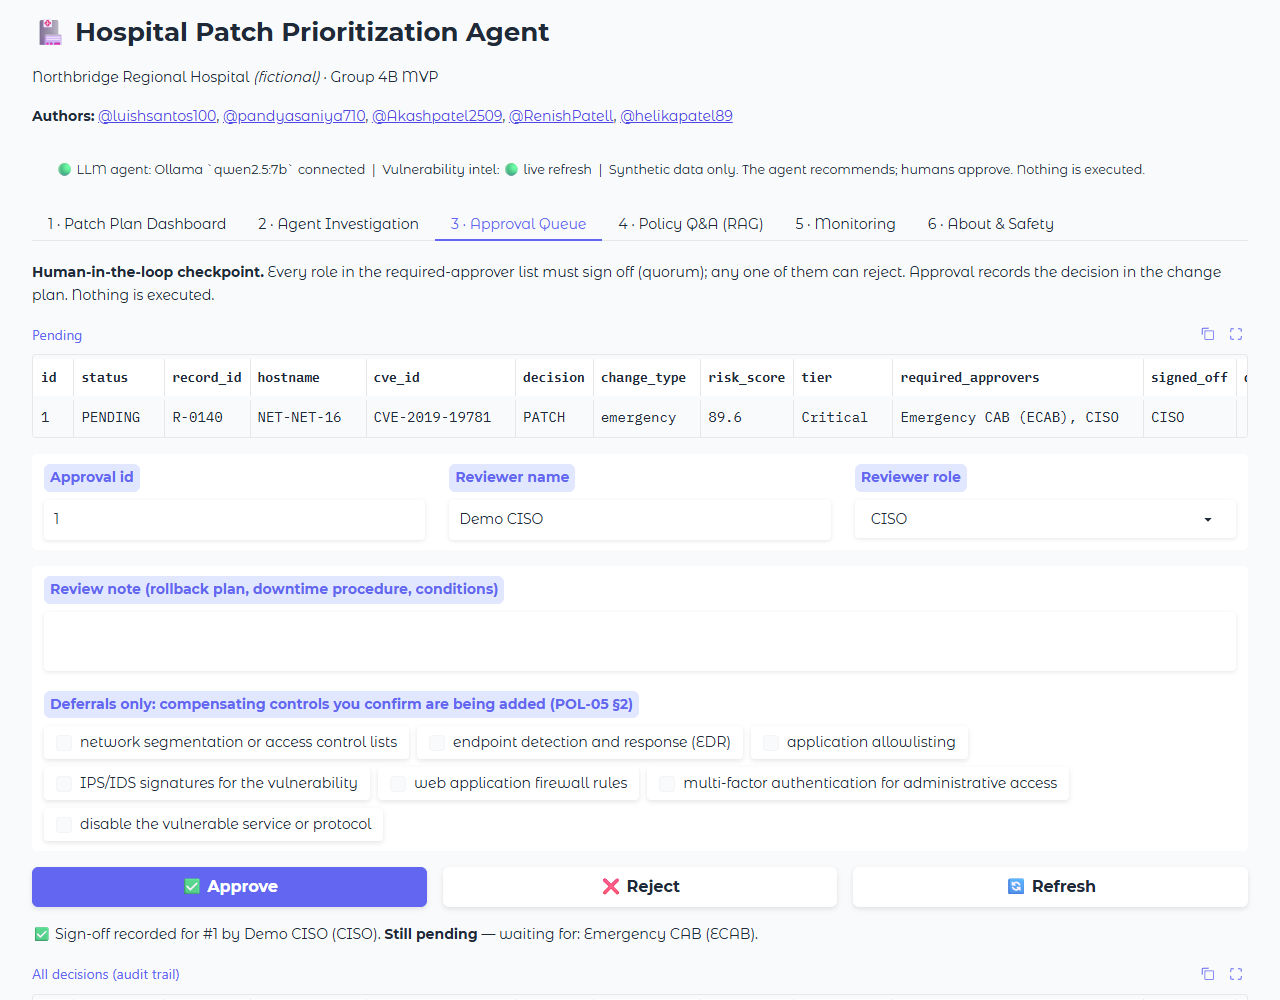 Hospital Patch Prioritization Agent
Northbridge Regional Hospital (fictional) · Group 4B MVP
Authors: @luishsantos100, @pandyasaniya710, @Akashpatel2509, @RenishPatell, @helikapatel89
LLM agent: Ollama `qwen2.5:7b` connected | Vulnerability intel: live refresh | Synthetic data only. The agent recommends; humans approve. Nothing is executed.
1 · Patch Plan Dashboard 2 · Agent Investigation 3 · Approval Queue 4 · Policy Q&A (RAG) 5 · Monitoring 6 · About & Safety
Human-in-the-loop checkpoint. Every role in the required-approver list must sign off (quorum); any one of them can reject. Approval records the decision in the change
plan. Nothing is executed.
Pending
id status record_id hostname cve_id decision change_type risk_score tier required_approvers signed_off
1 PENDING R-0140 NET-NET-16 CVE-2019-19781 PATCH emergency 89.6 Critical Emergency CAB (ECAB), CISO CISO
Approval id Reviewer name Reviewer role
1 Demo CISO CISO
Review note (rollback plan, downtime procedure, conditions)
Deferrals only: compensating controls you confirm are being added (POL-05 §2)
network segmentation or access control lists endpoint detection and response (EDR) application allowlisting
IPS/IDS signatures for the vulnerability web application firewall rules multi-factor authentication for administrative access
disable the vulnerable service or protocol
✅ Approve ❌ Reject 🔄 Refresh
✅ Sign-off recorded for #1 by Demo CISO (CISO). Still pending — waiting for: Emergency CAB (ECAB).
All decisions (audit trail)